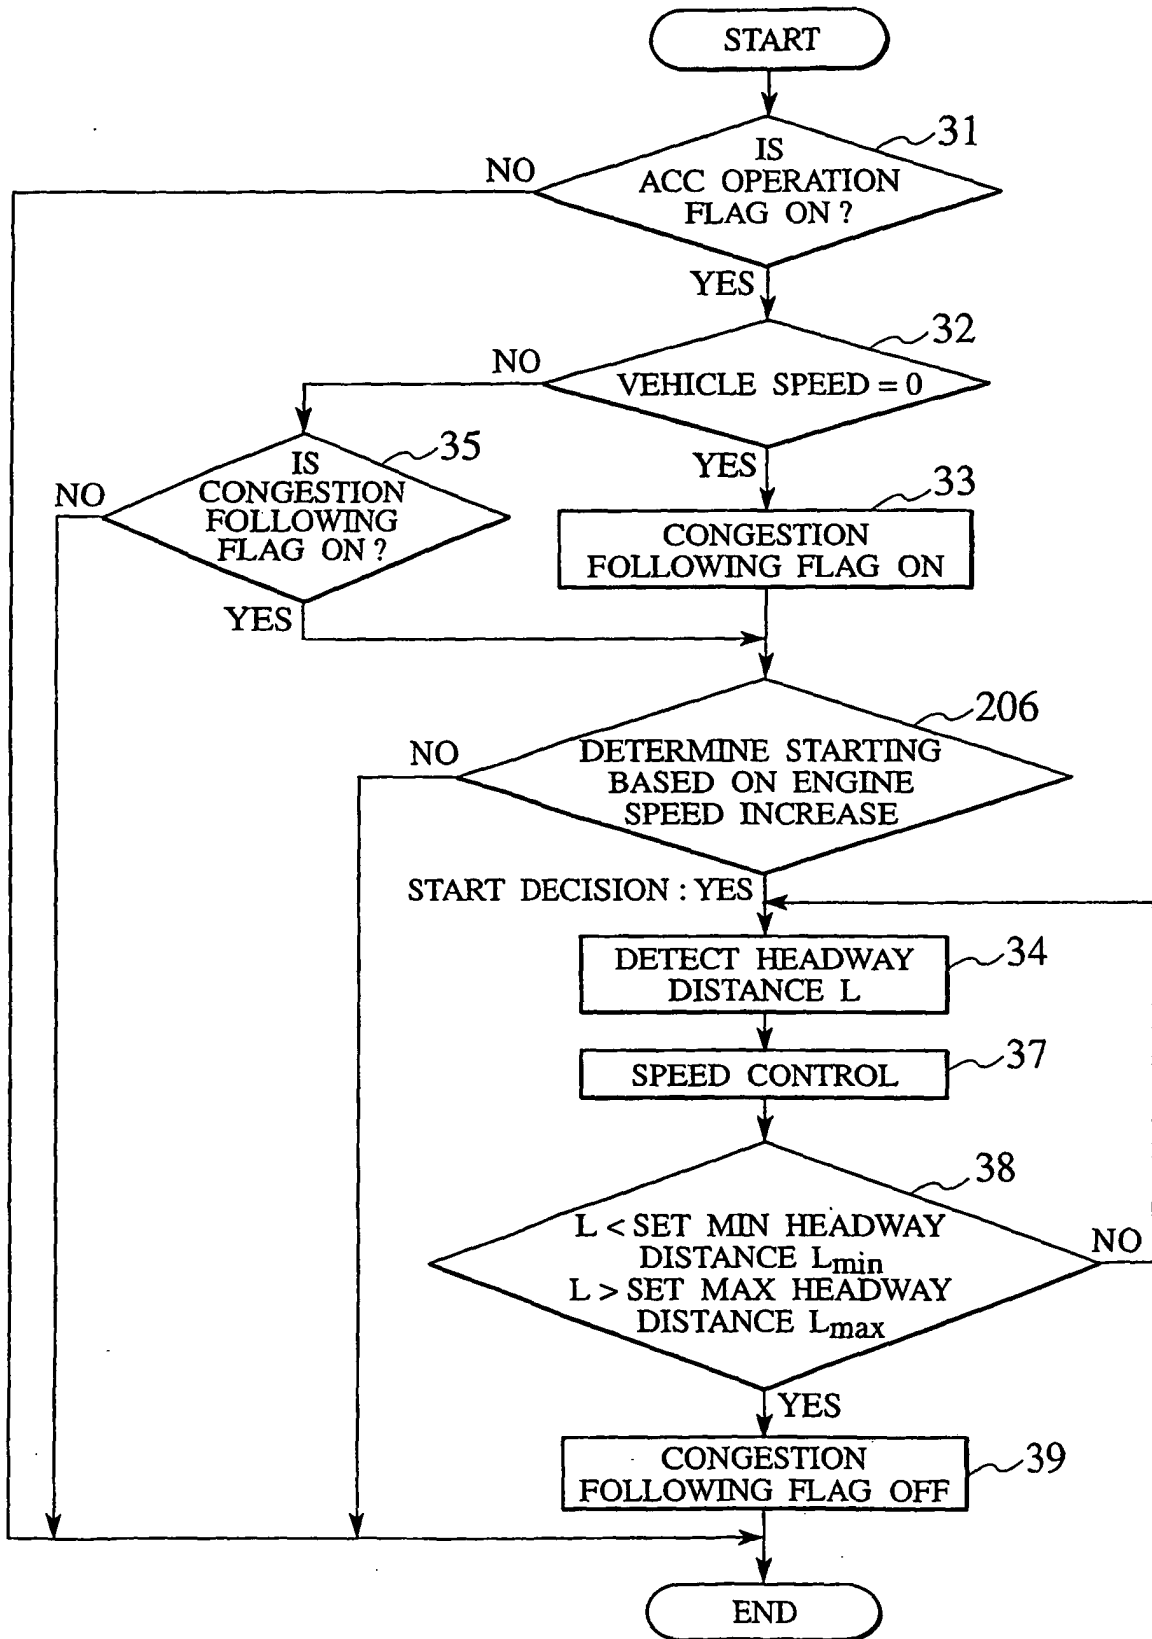 START
31
IS
ACC OPERATION
FLAG ON ?
NO
YES
32
VEHICLE SPEED = 0
NO
YES
35
IS
CONGESTION
FOLLOWING
FLAG ON ?
NO
YES
33
CONGESTION
FOLLOWING FLAG ON
206
DETERMINE STARTING
BASED ON ENGINE
SPEED INCREASE
NO
START DECISION : YES
34
DETECT HEADWAY
DISTANCE L
37
SPEED CONTROL
38
L < SET MIN HEADWAY
DISTANCE Lmin
L > SET MAX HEADWAY
DISTANCE Lmax
NO
YES
39
CONGESTION
FOLLOWING FLAG OFF
END